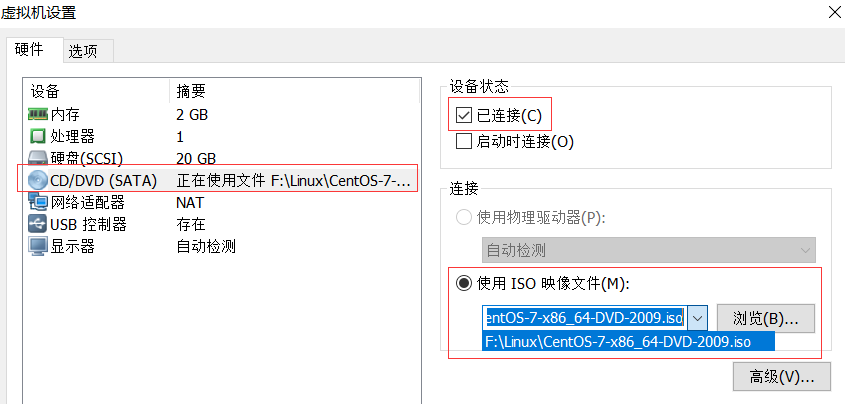 虚拟机设置
硬件 选项
设备 摘要
内存 2 GB
处理器 1
硬盘(SCSI) 20 GB
CD/DVD (SATA) 正在使用文件 F:\Linux\CentOS-7-...
网络适配器 NAT
USB 控制器 存在
显示器 自动检测
设备状态
已连接(C)
启动时连接(O)
连接
使用物理驱动器(P):
自动检测
使用 ISO 映像文件(M):
entOS-7-x86_64-DVD-2009.iso 浏览(B)...
F:\Linux\CentOS-7-x86_64-DVD-2009.iso
高级(V)...